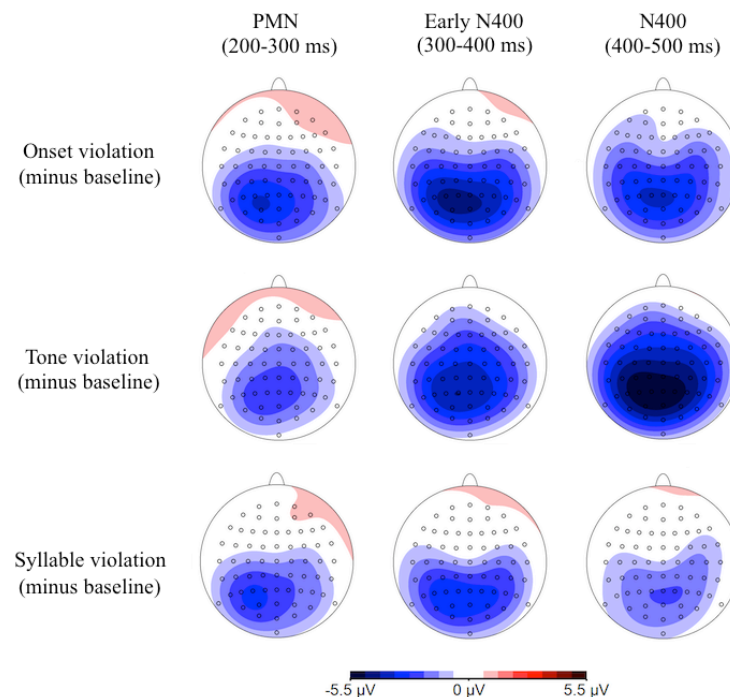 PMN
(200-300 ms)
Early N400
(300-400 ms)
N400
(400-500 ms)
Onset violation
(minus baseline)
Tone violation
(minus baseline)
Syllable violation
(minus baseline)
-5.5 µV 0 µV 5.5 µV